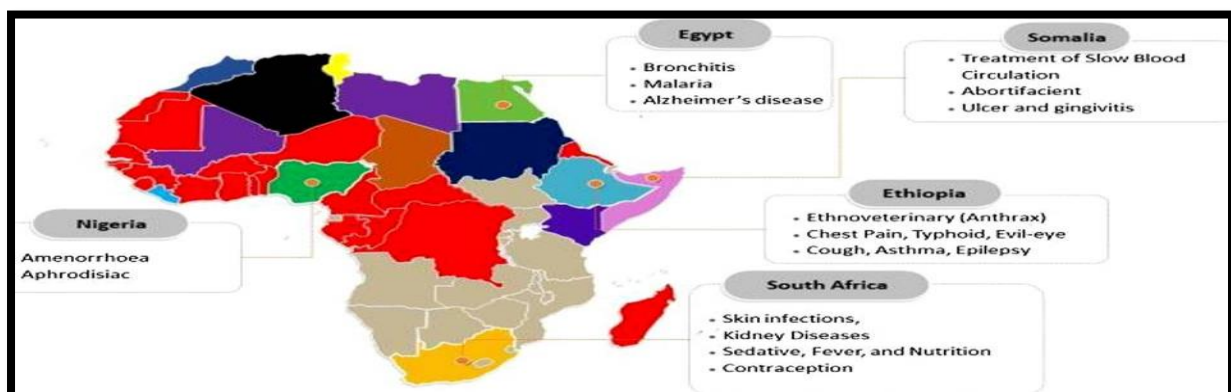 Egypt
• Bronchitis
• Malaria
• Alzheimer's disease
Somalia
• Treatment of Slow Blood
Circulation
• Abortifacient
• Ulcer and gingivitis
Nigeria
Amenorrhoea
Aphrodisiac
Ethiopia
• Ethnoveterinary (Anthrax)
• Chest Pain, Typhoid, Evil-eye
• Cough, Asthma, Epilepsy
South Africa
• Skin infections,
• Kidney Diseases
• Sedative, Fever, and Nutrition
• Contraception